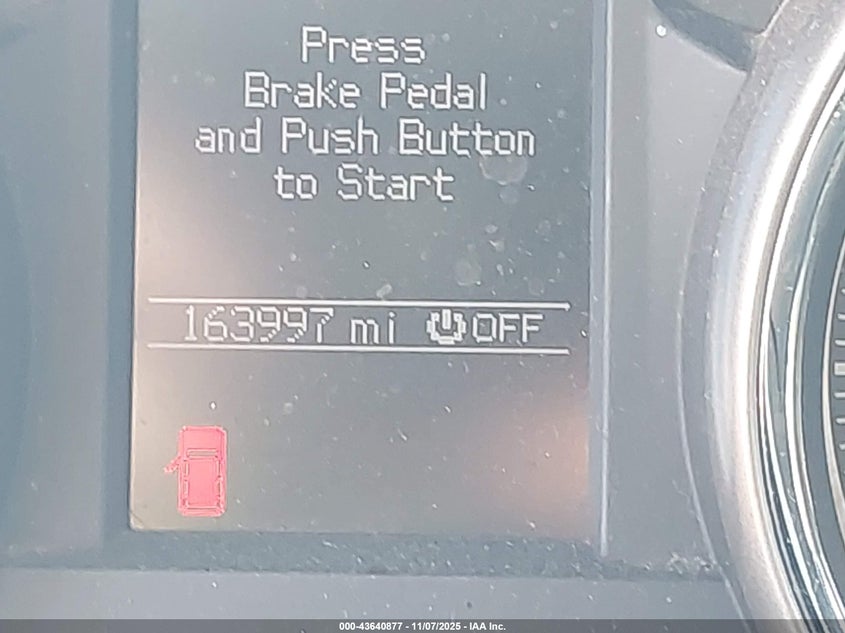 Press
Brake Pedal
and Push Button
to Start
163997 mi OFF
000-43640877 - 11/07/2025 - IAA Inc.